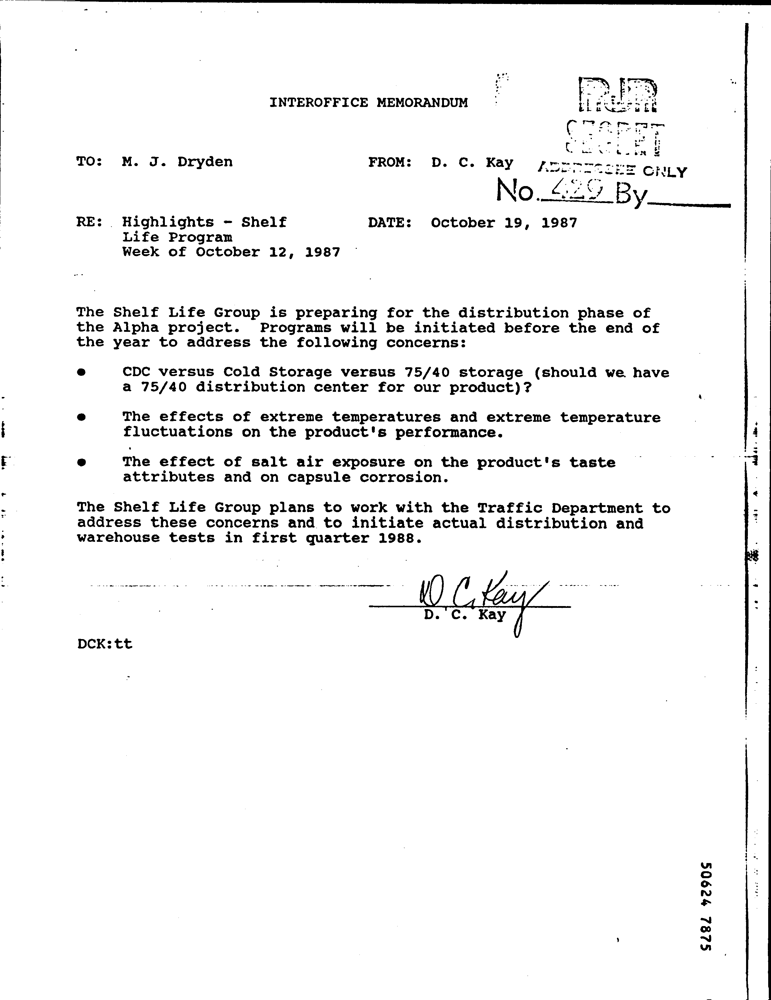 INTEROFFICE MEMORANDUM
RJR
SECRET
TO: M. J. Dryden FROM: D. C. Kay
ADDRESSEE ONLY
No. 429 By
RE: Highlights - Shelf DATE: October 19, 1987
Life Program
Week of October 12, 1987
The Shelf Life Group is preparing for the distribution phase of
the Alpha project. Programs will be initiated before the end of
the year to address the following concerns:
● CDC versus Cold Storage versus 75/40 storage (should we have
a 75/40 distribution center for our product)?
● The effects of extreme temperatures and extreme temperature
fluctuations on the product's performance.
● The effect of salt air exposure on the product's taste
attributes and on capsule corrosion.
The Shelf Life Group plans to work with the Traffic Department to
address these concerns and to initiate actual distribution and
warehouse tests in first quarter 1988.
D C. Kay
D. C. Kay
DCK:tt
50624 7875